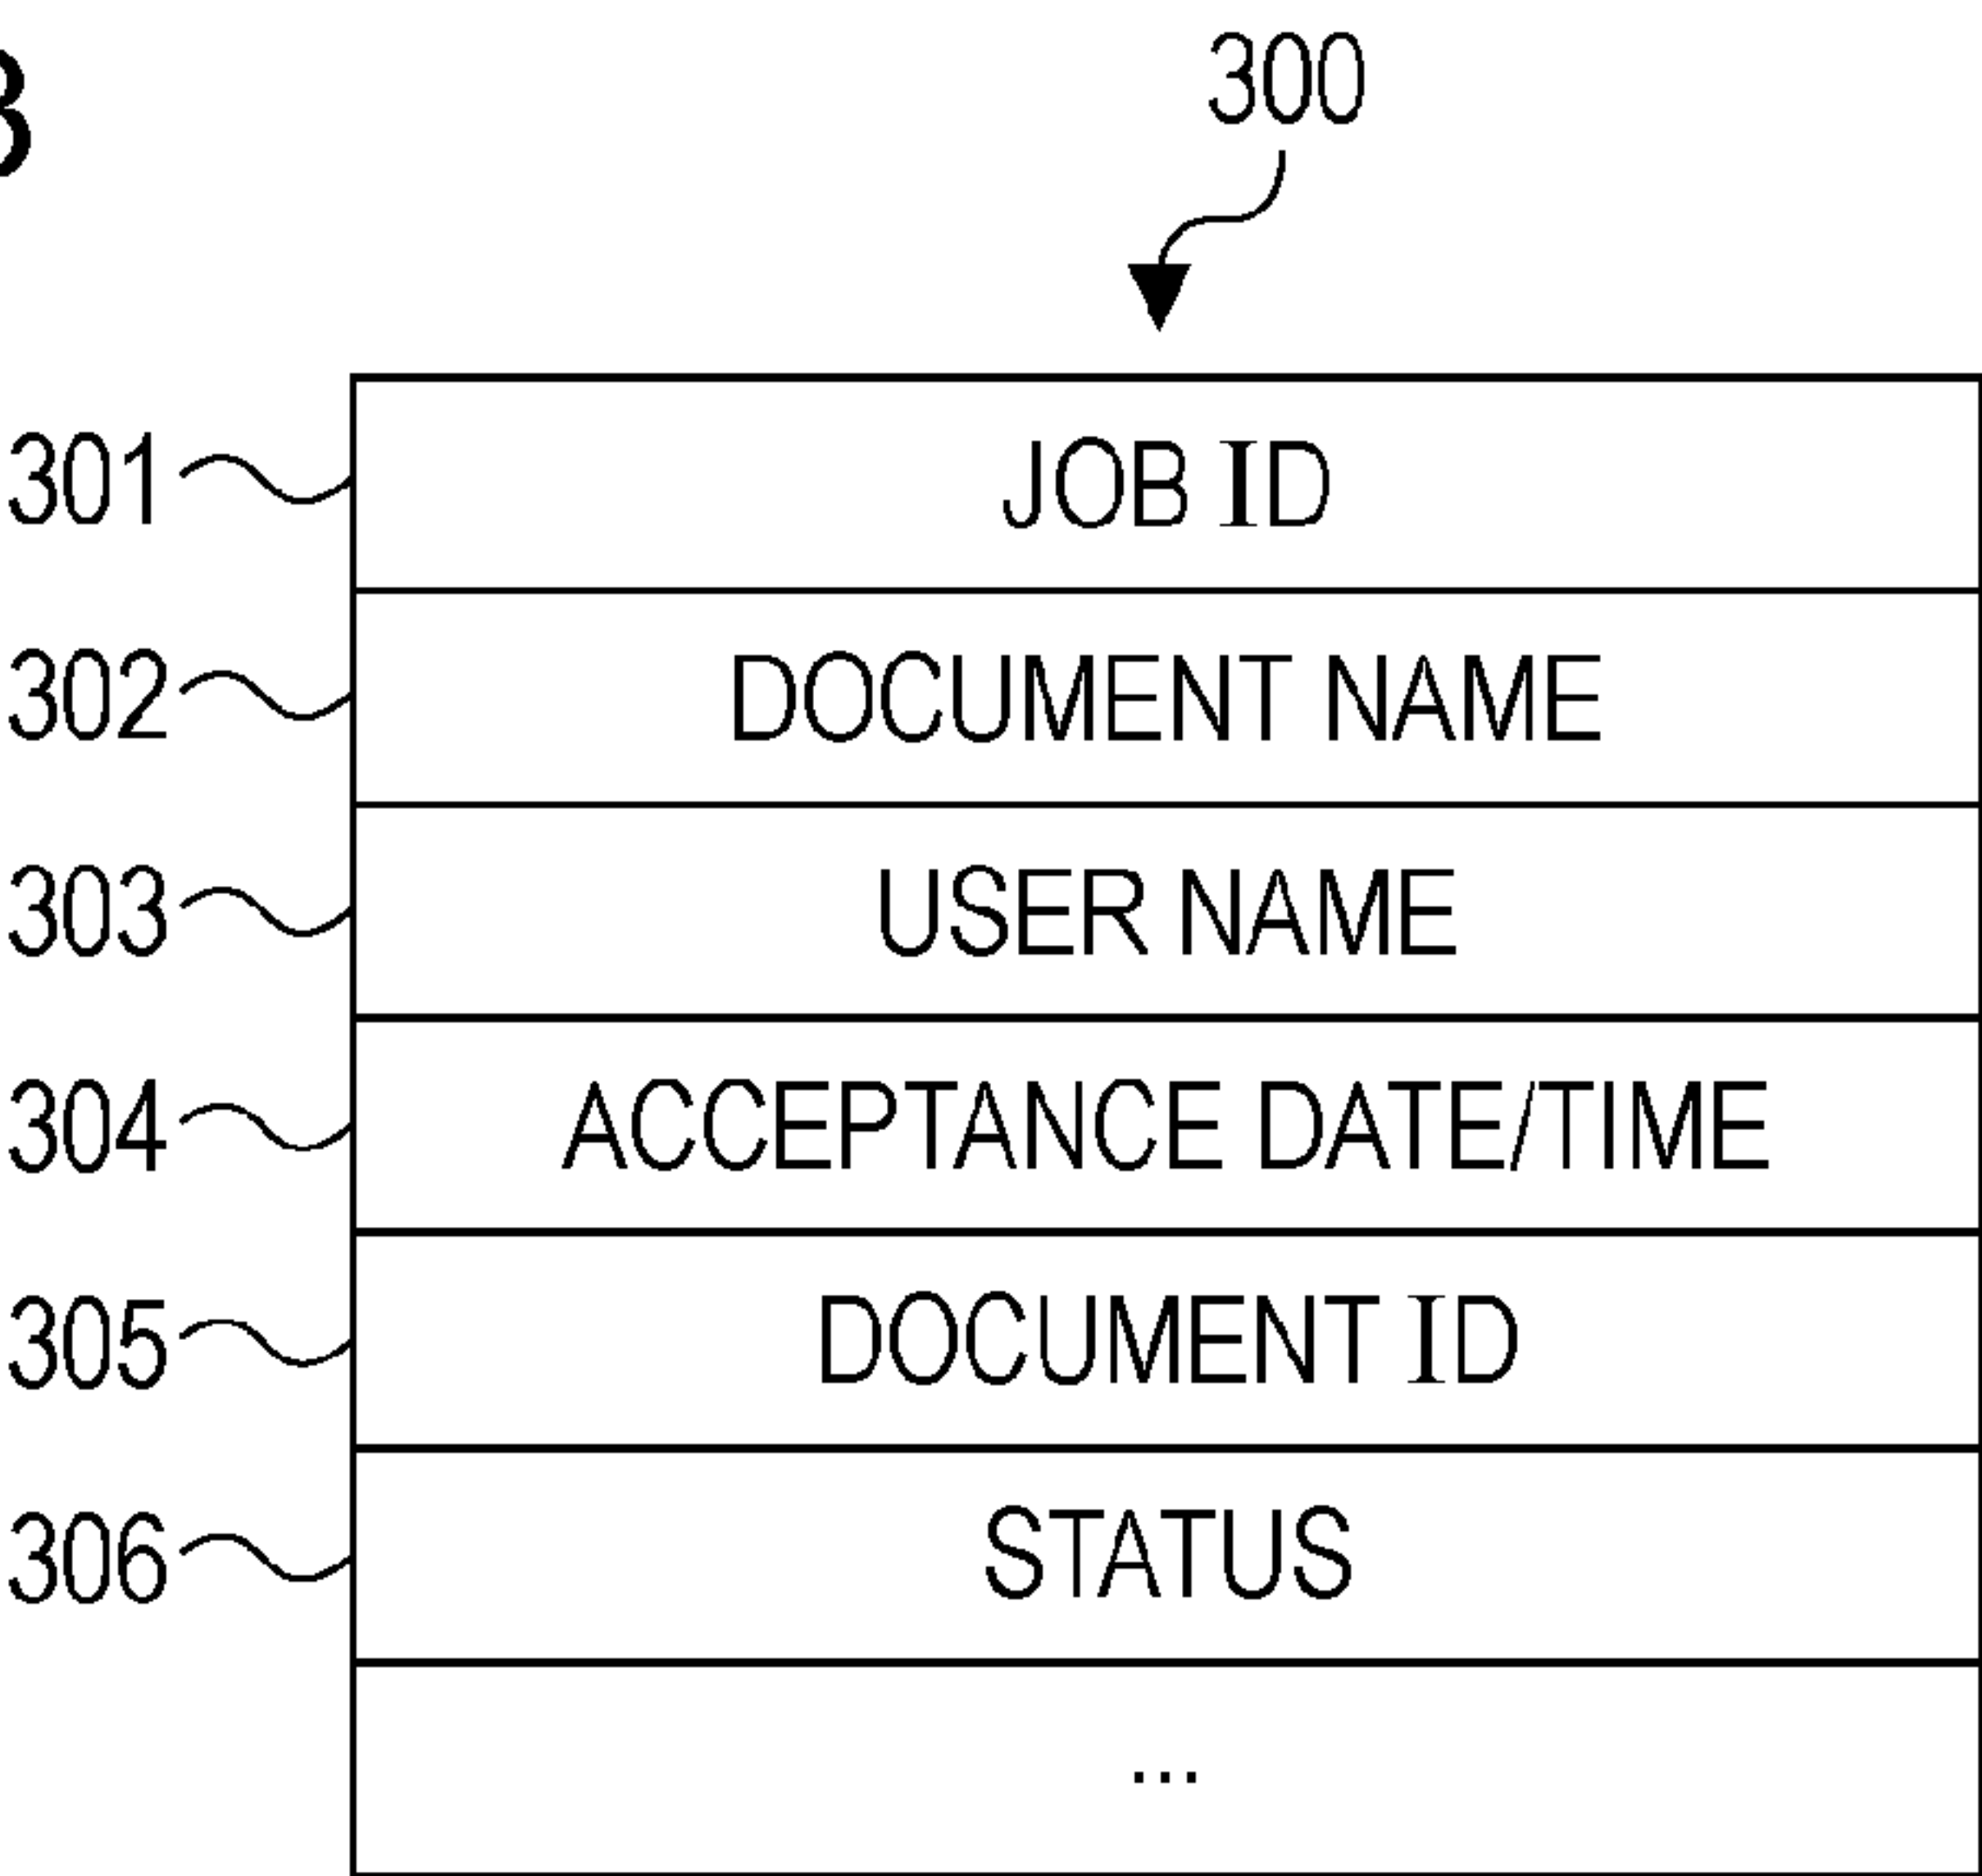 300
301 JOB ID
302 DOCUMENT NAME
303 USER NAME
304 ACCEPTANCE DATE/TIME
305 DOCUMENT ID
306 STATUS
...